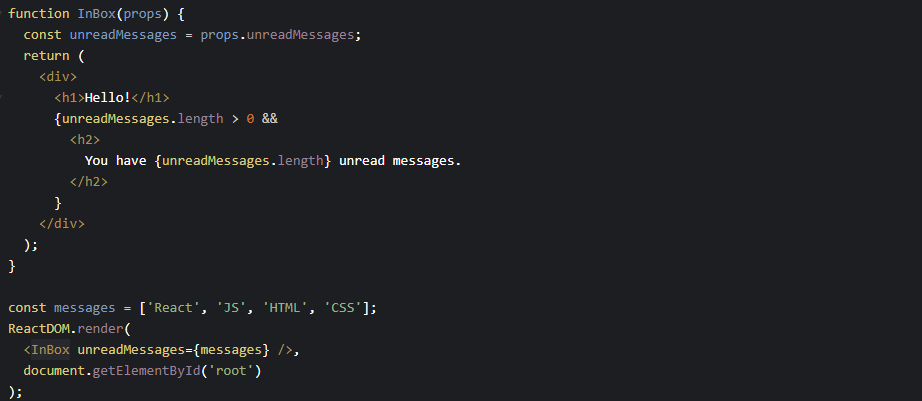 function InBox(props) {
  const unreadMessages = props.unreadMessages;
  return (
    <div>
      <h1>Hello!</h1>
      {unreadMessages.length > 0 &&
        <h2>
          You have {unreadMessages.length} unread messages.
        </h2>
      }
    </div>
  );
}

const messages = ['React', 'JS', 'HTML', 'CSS'];
ReactDOM.render(
  <InBox unreadMessages={messages} />,
  document.getElementById('root')
);